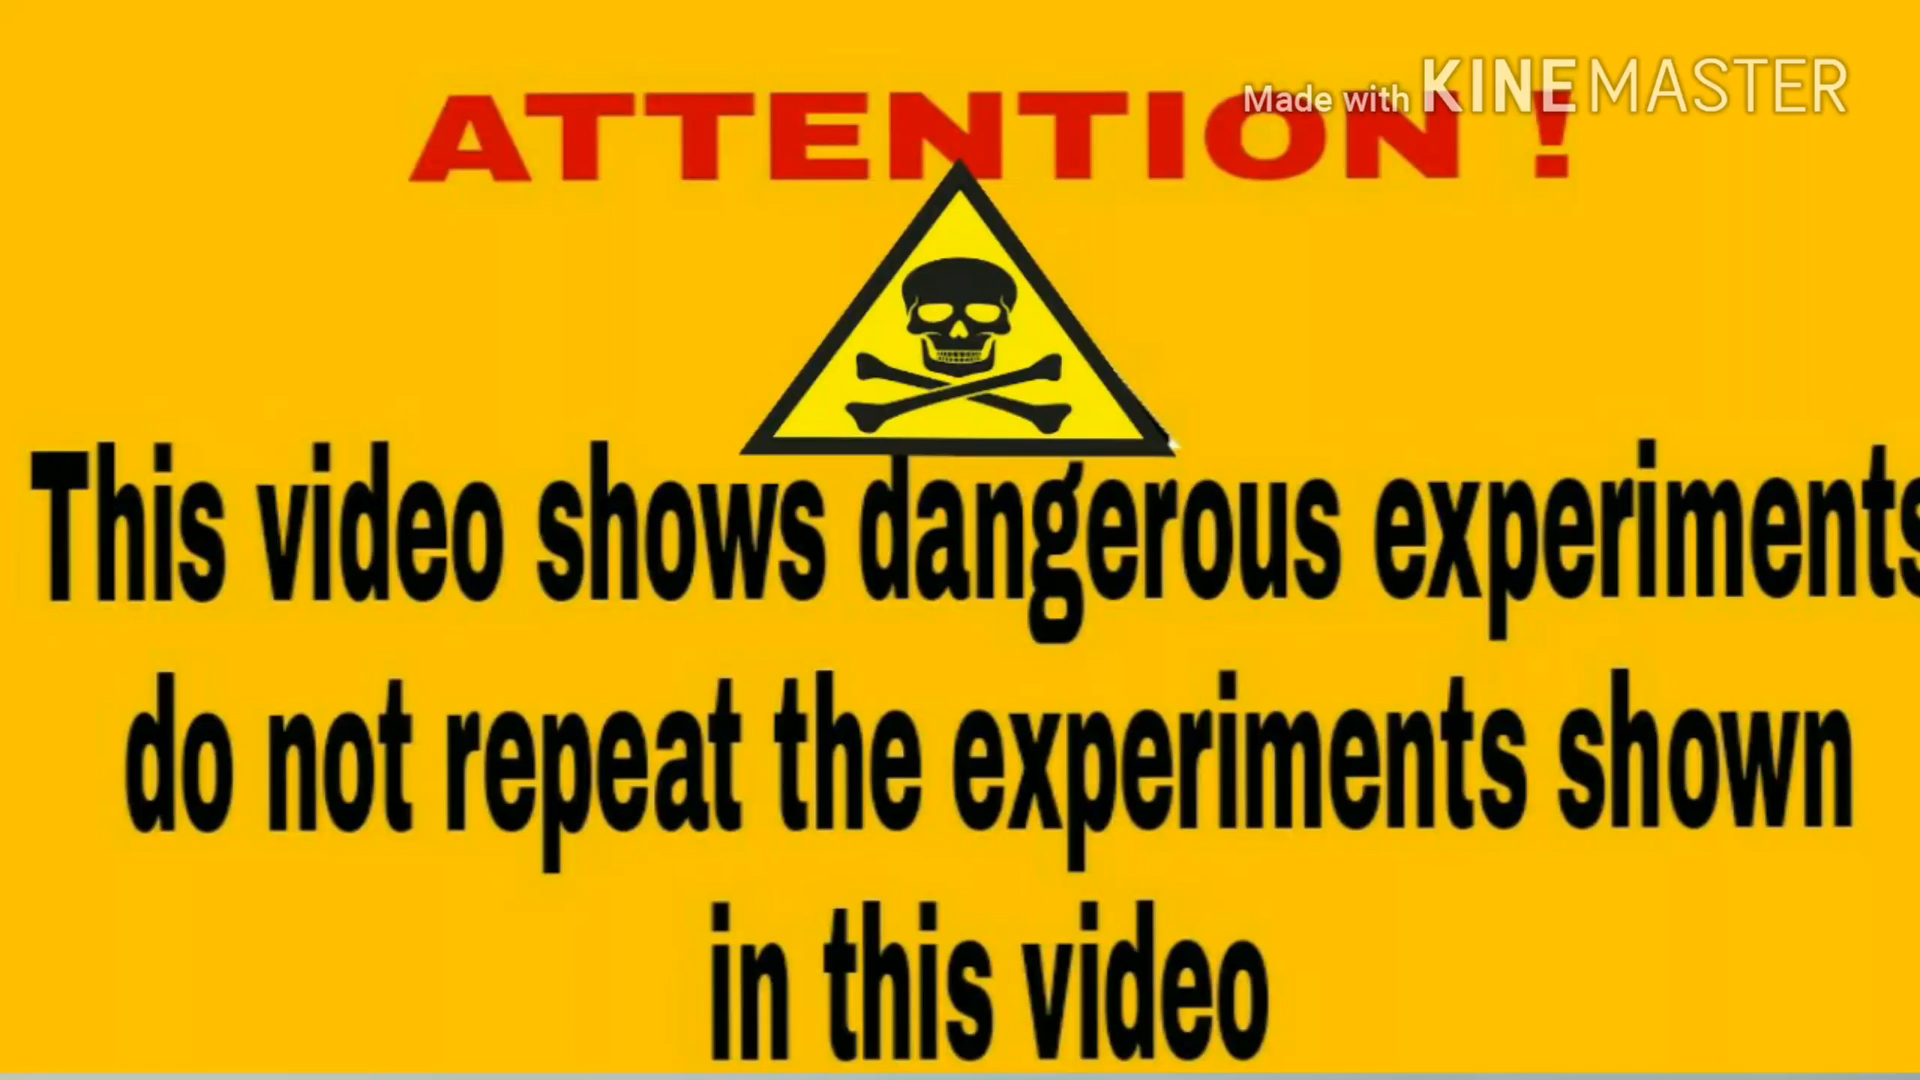 Made with KINEMASTER
ATTENTION !
This video shows dangerous experiments
do not repeat the experiments shown
in this video